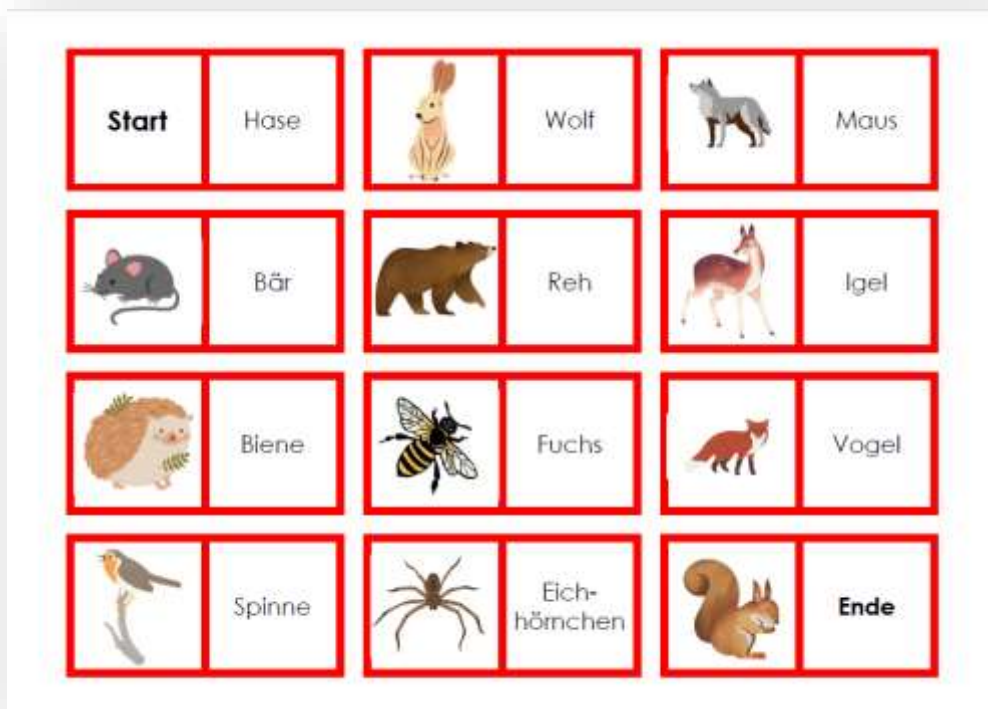 Start
Hase
Wolf
Maus
Bär
Reh
Igel
Biene
Fuchs
Vogel
Spinne
Eich-
hörnchen
Ende